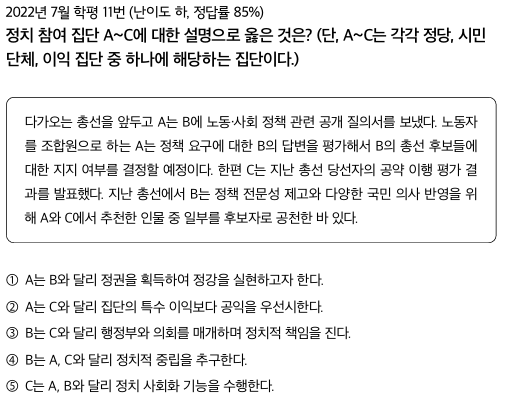 2022년 7월 학평 11번 (난이도 하, 정답률 85%)
정치 참여 집단 A~C에 대한 설명으로 옳은 것은? (단, A~C는 각각 정당, 시민
단체, 이익 집단 중 하나에 해당하는 집단이다.)
다가오는 총선을 앞두고 A는 B에 노동·사회 정책 관련 공개 질의서를 보냈다. 노동자
를 조합원으로 하는 A는 정책 요구에 대한 B의 답변을 평가해서 B의 총선 후보들에
대한 지지 여부를 결정할 예정이다. 한편 C는 지난 총선 당선자의 공약 이행 평가 결
과를 발표했다. 지난 총선에서 B는 정책 전문성 제고와 다양한 국민 의사 반영을 위
해 A와 C에서 추천한 인물 중 일부를 후보자로 공천한 바 있다.
① A는 B와 달리 정권을 획득하여 정강을 실현하고자 한다.
② A는 C와 달리 집단의 특수 이익보다 공익을 우선시한다.
③ B는 C와 달리 행정부와 의회를 매개하며 정치적 책임을 진다.
④ B는 A, C와 달리 정치적 중립을 추구한다.
⑤ C는 A, B와 달리 정치 사회화 기능을 수행한다.